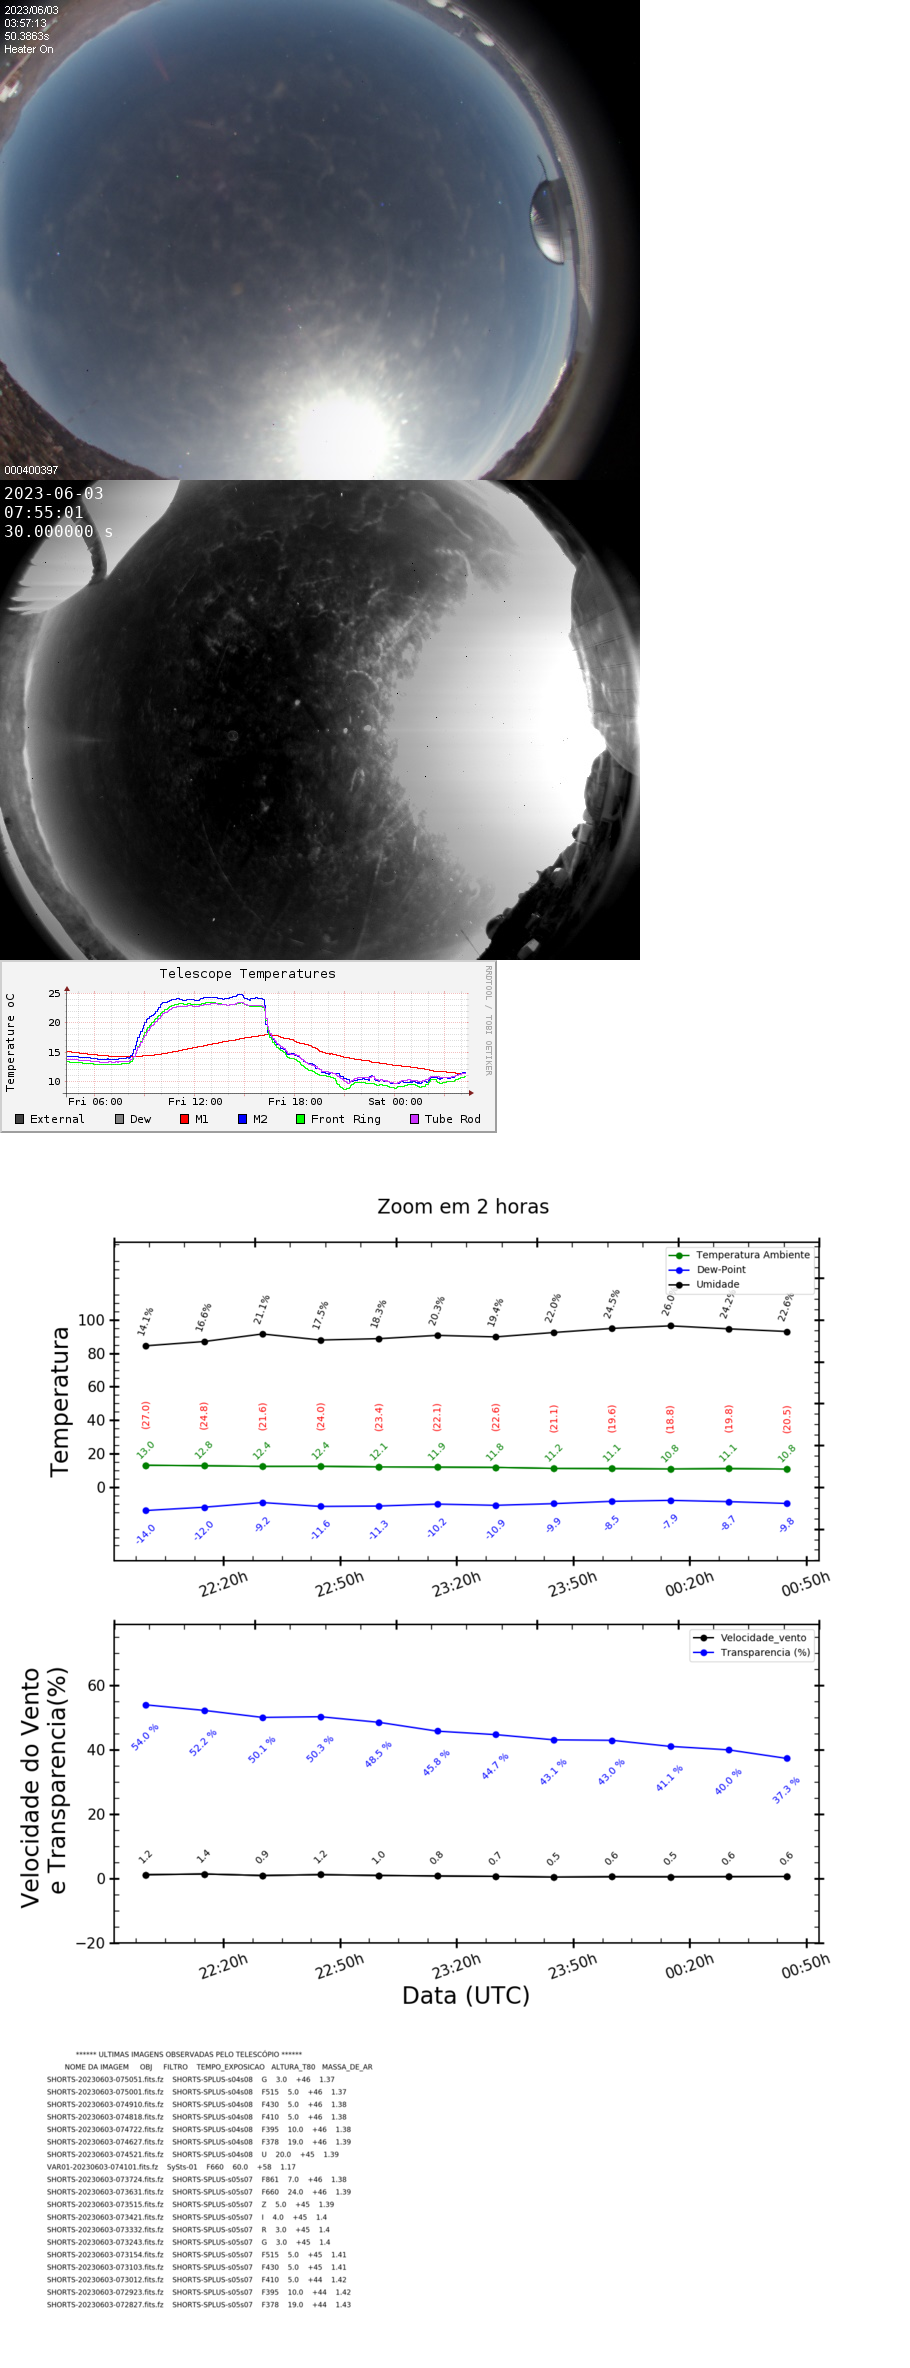 2023/06/03
03:57:13
50.3863s
Heater On
000400397
2023-06-03
07:55:01
30.000000 s
Telescope Temperatures
RRDTOOL / TOBI OETIKER
Temperature oC
25
20
15
10
Fri 06:00 Fri 12:00 Fri 18:00 Sat 00:00
External Dew M1 M2 Front Ring Tube Rod
Zoom em 2 horas
Temperatura Ambiente
Dew-Point
Umidade
14.1% 16.6% 21.1% 17.5% 18.3% 20.3% 19.4% 22.0% 24.5% 26.0 24.2% 22.6%
(27.0) (24.8) (21.6) (24.0) (23.4) (22.1) (22.6) (21.1) (19.6) (18.8) (19.8) (20.5)
13.0 12.8 12.4 12.4 12.1 11.9 11.8 11.2 11.1 10.8 11.1 10.8
-14.0 -12.0 -9.2 -11.6 -11.3 -10.2 -10.9 -9.9 -8.5 -7.9 -8.7 -9.8
Temperatura
100
80
60
40
20
0
22:20h 22:50h 23:20h 23:50h 00:20h 00:50h
Velocidade_vento
Transparencia (%)
54.0 % 52.2 % 50.1 % 50.3 % 48.5 % 45.8 % 44.7 % 43.1 % 43.0 % 41.1 % 40.0 % 37.3 %
1.2 1.4 0.9 1.2 1.0 0.8 0.7 0.5 0.6 0.5 0.6 0.6
Velocidade do Vento
e Transparencia(%)
60
40
20
0
−20
22:20h 22:50h 23:20h 23:50h 00:20h 00:50h
Data (UTC)
****** ULTIMAS IMAGENS OBSERVADAS PELO TELESCÓPIO ******
NOME DA IMAGEM OBJ FILTRO TEMPO_EXPOSICAO ALTURA_T80 MASSA_DE_AR
SHORTS-20230603-075051.fits.fz SHORTS-SPLUS-s04s08 G 3.0 +46 1.37
SHORTS-20230603-075001.fits.fz SHORTS-SPLUS-s04s08 F515 5.0 +46 1.37
SHORTS-20230603-074910.fits.fz SHORTS-SPLUS-s04s08 F430 5.0 +46 1.38
SHORTS-20230603-074818.fits.fz SHORTS-SPLUS-s04s08 F410 5.0 +46 1.38
SHORTS-20230603-074722.fits.fz SHORTS-SPLUS-s04s08 F395 10.0 +46 1.38
SHORTS-20230603-074627.fits.fz SHORTS-SPLUS-s04s08 F378 19.0 +46 1.39
SHORTS-20230603-074521.fits.fz SHORTS-SPLUS-s04s08 U 20.0 +45 1.39
VAR01-20230603-074101.fits.fz SySts-01 F660 60.0 +58 1.17
SHORTS-20230603-073724.fits.fz SHORTS-SPLUS-s05s07 F861 7.0 +46 1.38
SHORTS-20230603-073631.fits.fz SHORTS-SPLUS-s05s07 F660 24.0 +46 1.39
SHORTS-20230603-073515.fits.fz SHORTS-SPLUS-s05s07 Z 5.0 +45 1.39
SHORTS-20230603-073421.fits.fz SHORTS-SPLUS-s05s07 I 4.0 +45 1.4
SHORTS-20230603-073332.fits.fz SHORTS-SPLUS-s05s07 R 3.0 +45 1.4
SHORTS-20230603-073243.fits.fz SHORTS-SPLUS-s05s07 G 3.0 +45 1.4
SHORTS-20230603-073154.fits.fz SHORTS-SPLUS-s05s07 F515 5.0 +45 1.41
SHORTS-20230603-073103.fits.fz SHORTS-SPLUS-s05s07 F430 5.0 +45 1.41
SHORTS-20230603-073012.fits.fz SHORTS-SPLUS-s05s07 F410 5.0 +44 1.42
SHORTS-20230603-072923.fits.fz SHORTS-SPLUS-s05s07 F395 10.0 +44 1.42
SHORTS-20230603-072827.fits.fz SHORTS-SPLUS-s05s07 F378 19.0 +44 1.43